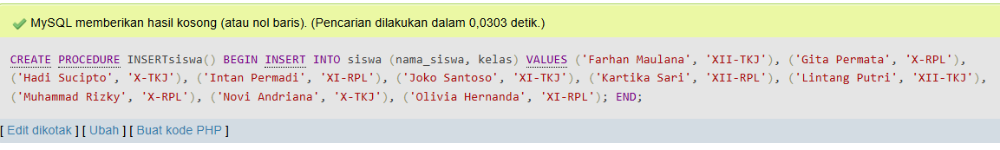 MySQL memberikan hasil kosong (atau nol baris). (Pencarian dilakukan dalam 0,0303 detik.)
CREATE PROCEDURE INSERTsiswa() BEGIN INSERT INTO siswa (nama_siswa, kelas) VALUES ('Farhan Maulana', 'XII-TKJ'), ('Gita Permata', 'X-RPL'),
('Hadi Sucipto', 'X-TKJ'), ('Intan Permadi', 'XI-RPL'), ('Joko Santoso', 'XI-TKJ'), ('Kartika Sari', 'XII-RPL'), ('Lintang Putri', 'XII-TKJ'),
('Muhammad Rizky', 'X-RPL'), ('Novi Andriana', 'X-TKJ'), ('Olivia Hernanda', 'XI-RPL'); END;
[ Edit dikotak ] [ Ubah ] [ Buat kode PHP ]